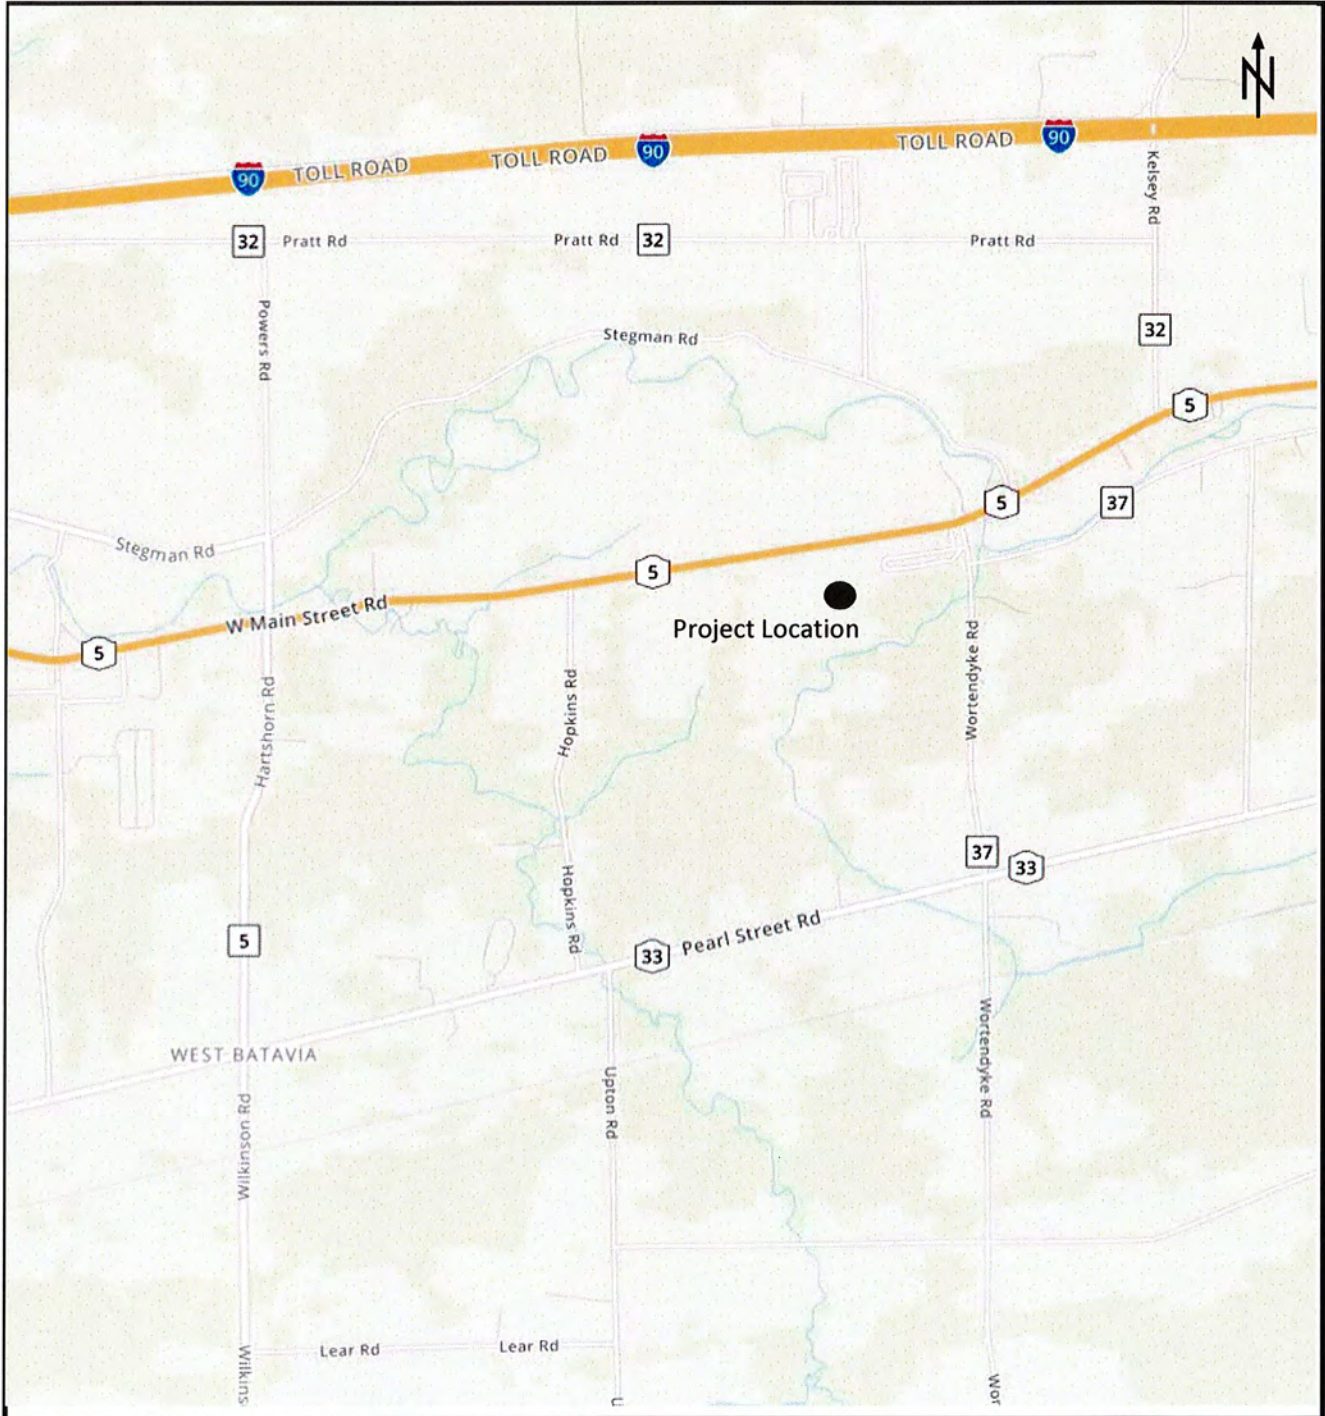 N
TOLL ROAD
90
TOLL ROAD
90
TOLL ROAD
90
Kelsey Rd
32
Pratt Rd
Pratt Rd
32
Pratt Rd
Powers Rd
Stegman Rd
32
5
5
37
Stegman Rd
5
W Main Street Rd
5
Project Location
Hartshorn Rd
Hopkins Rd
Wortendyke Rd
37
33
Hopkins Rd
5
33
Pearl Street Rd
WEST BATAVIA
Wilkinson Rd
Upton Rd
Wortendyke Rd
Lear Rd
Lear Rd
Wilkins
U
Wor